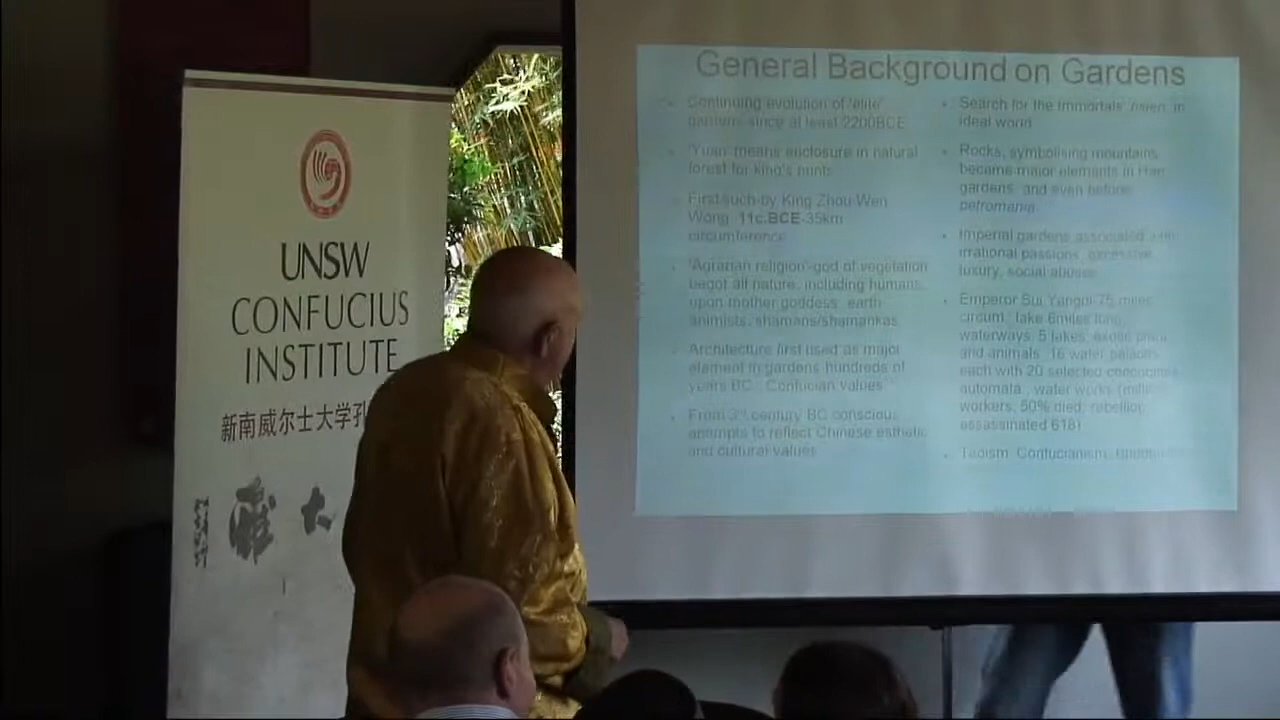 UNSW
CONFUCIUS
INSTITUTE
新南威尔士大学孔
General Background on Gardens
Continuing evolution of 'elite'
gardens since at least 2200BCE
'Yuan' means enclosure in natural
forest for king's hunts
First such-by King Zhou Wen
Wong 11c.BCE-35km
circumference
'Agrarian religion'-god of vegetation
begot all nature, including humans,
upon mother goddess earth
animists, shamans/shamankas
Architecture first used as major
element in gardens hundreds of
years BC. 'Confucian values'
From 3rd century BC conscious
attempts to reflect Chinese esthetic
and cultural values
Search for the Immortals' in
ideal world
Rocks, symbolising mountains,
became major elements in Han
gardens, and even before
petromania
Imperial gardens associated with
irrational passions, excessive
luxury, social abuse
Emperor Sui Yangdi 75 miles
circum., lake 6miles long,
waterways, 5 lakes, exotic plants
and animals, 16 water palaces
each with 20 selected concubines
automata, water works
workers, 50% died, rebellion,
assassinated 618)
Taoism, Confucianism,